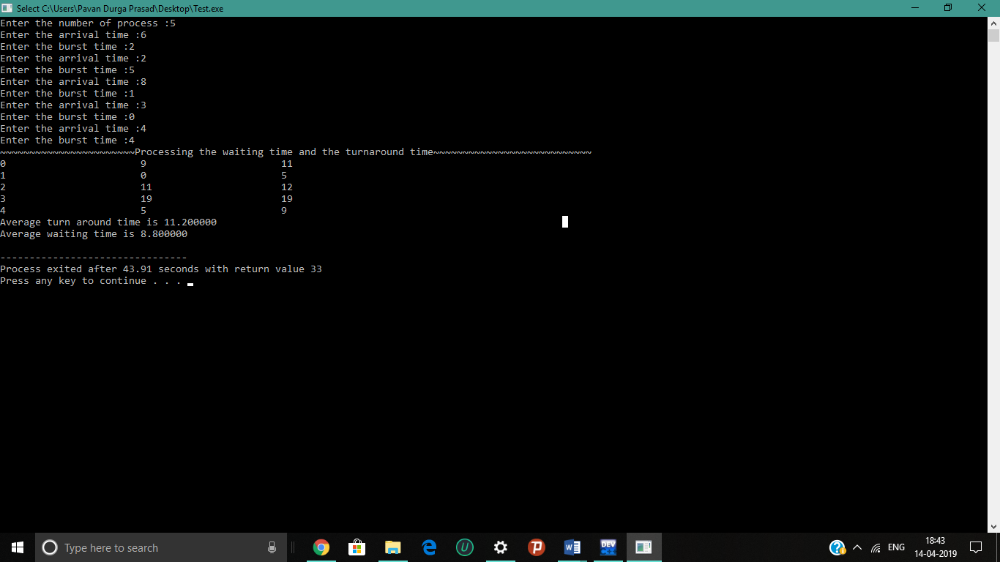 Select C:\Users\Pavan Durga Prasad\Desktop\Test.exe
Enter the number of process :5
Enter the arrival time :6
Enter the burst time :2
Enter the arrival time :2
Enter the burst time :5
Enter the arrival time :8
Enter the burst time :1
Enter the arrival time :3
Enter the burst time :0
Enter the arrival time :4
Enter the burst time :4
~~~~~~~~~~~~~~~~~~~~~~~Processing the waiting time and the turnaround time~~~~~~~~~~~~~~~~~~~~~~~~~~~
0 9 11
1 0 5
2 11 12
3 19 19
4 5 9
Average turn around time is 11.200000
Average waiting time is 8.800000
--------------------------------
Process exited after 43.91 seconds with return value 33
Press any key to continue . . .
Type here to search
DEV
ENG
18:43
14-04-2019